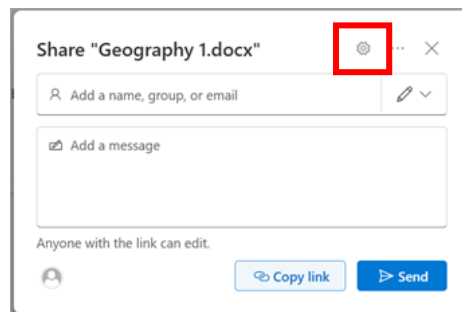 Share "Geography 1.docx"
Add a name, group, or email
Add a message
Anyone with the link can edit.
Copy link
Send